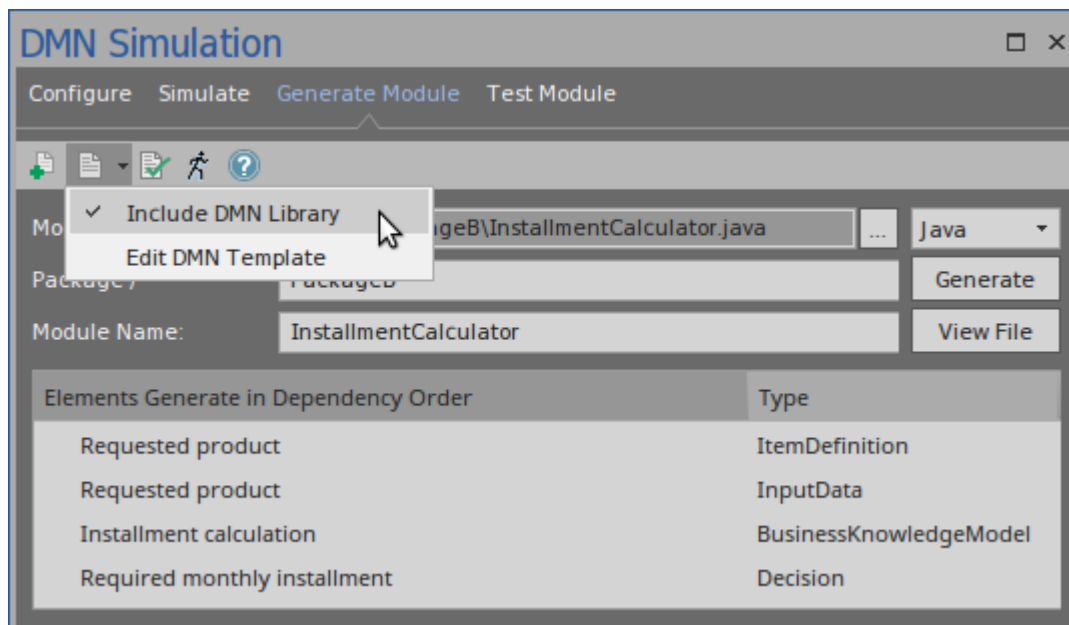 DMN Simulation
Configure Simulate Generate Module Test Module
Include DMN Library
Edit DMN Template
geB\InstallmentCalculator.java ... Java
Package / Generate
Module Name: InstallmentCalculator View File
Elements Generate in Dependency Order Type
Requested product ItemDefinition
Requested product InputData
Installment calculation BusinessKnowledgeModel
Required monthly installment Decision